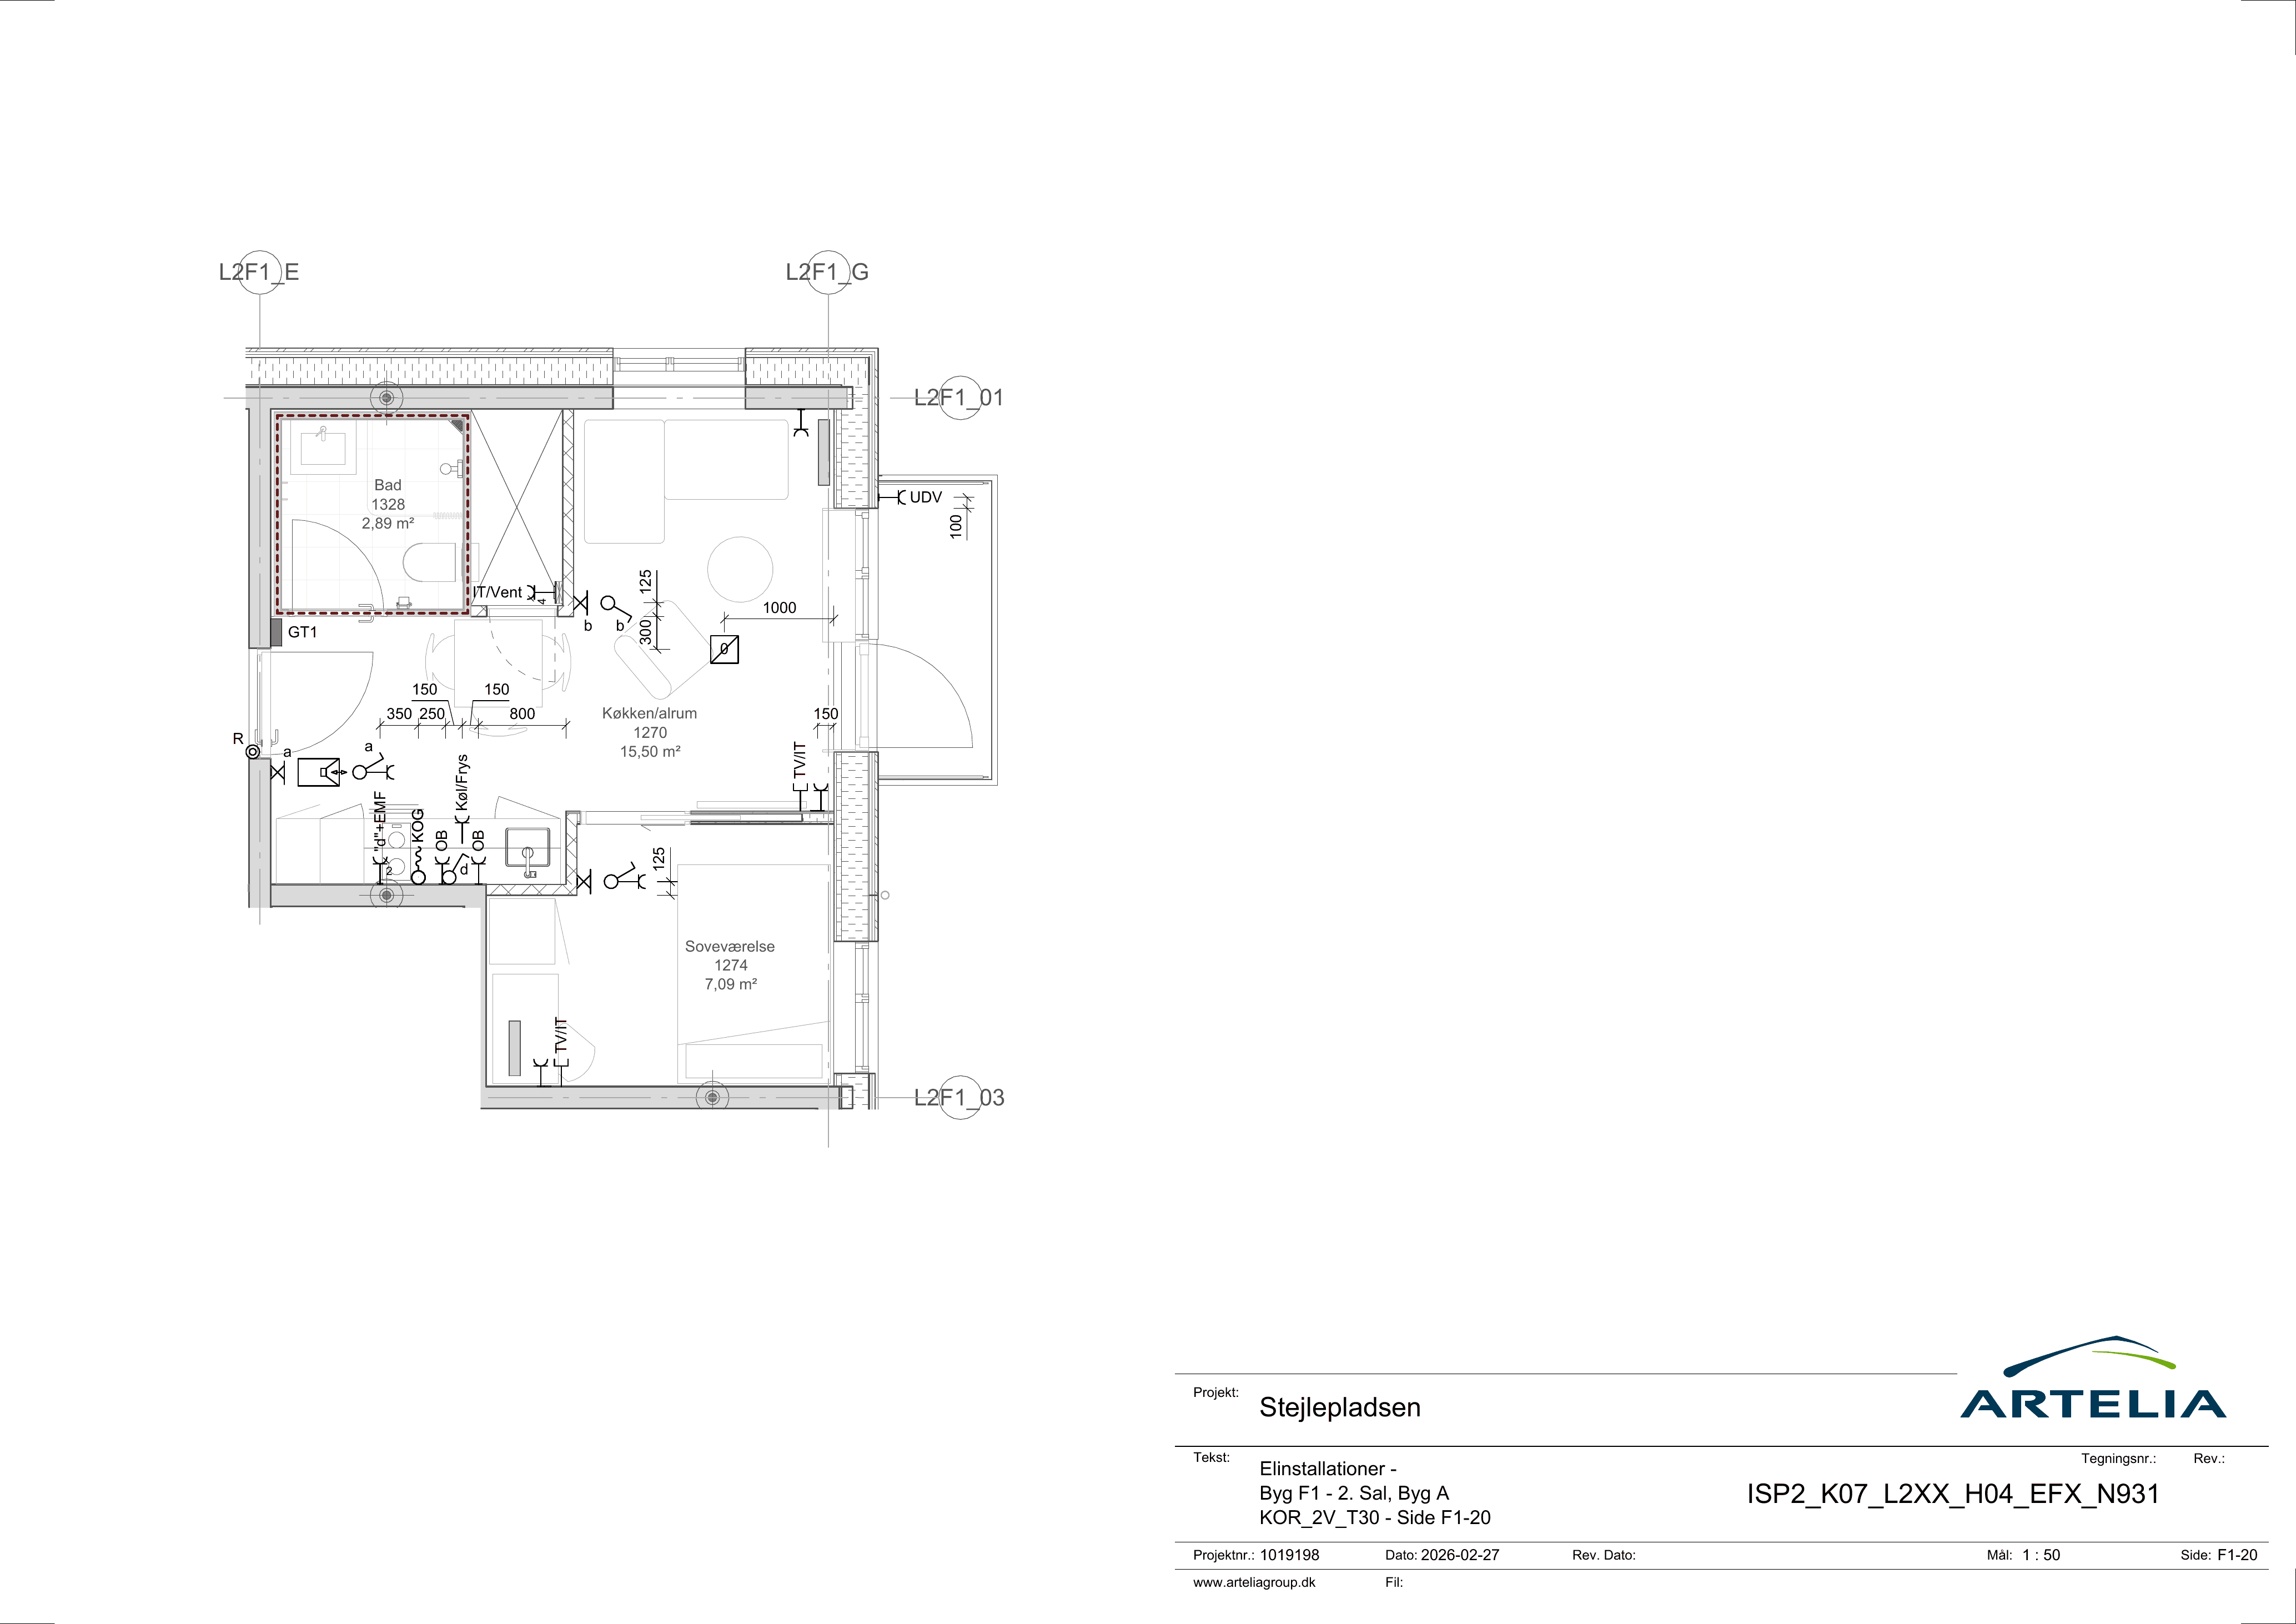 L2F1_E
L2F1_G
L2F1_01
Bad
1328
2,89 m²
UDV
100
IT/Vent
4
125
1000
b
b
300
GT1
0
150
150
350
250
800
Køkken/alrum
1270
15,50 m²
150
R
a
a
TV/IT
"d"+EMF
2
KOG
OB
Køl/Frys
d
OB
125
Soveværelse
1274
7,09 m²
TV/IT
L2F1_03
Projekt:
Stejlepladsen
ARTELIA
Tekst:
Elinstallationer -
Byg F1 - 2. Sal, Byg A
KOR_2V_T30 - Side F1-20
Tegningsnr.:
Rev.:
ISP2_K07_L2XX_H04_EFX_N931
Projektnr.: 1019198
Dato: 2026-02-27
Rev. Dato:
Mål: 1 : 50
Side: F1-20
www.arteliagroup.dk
Fil: